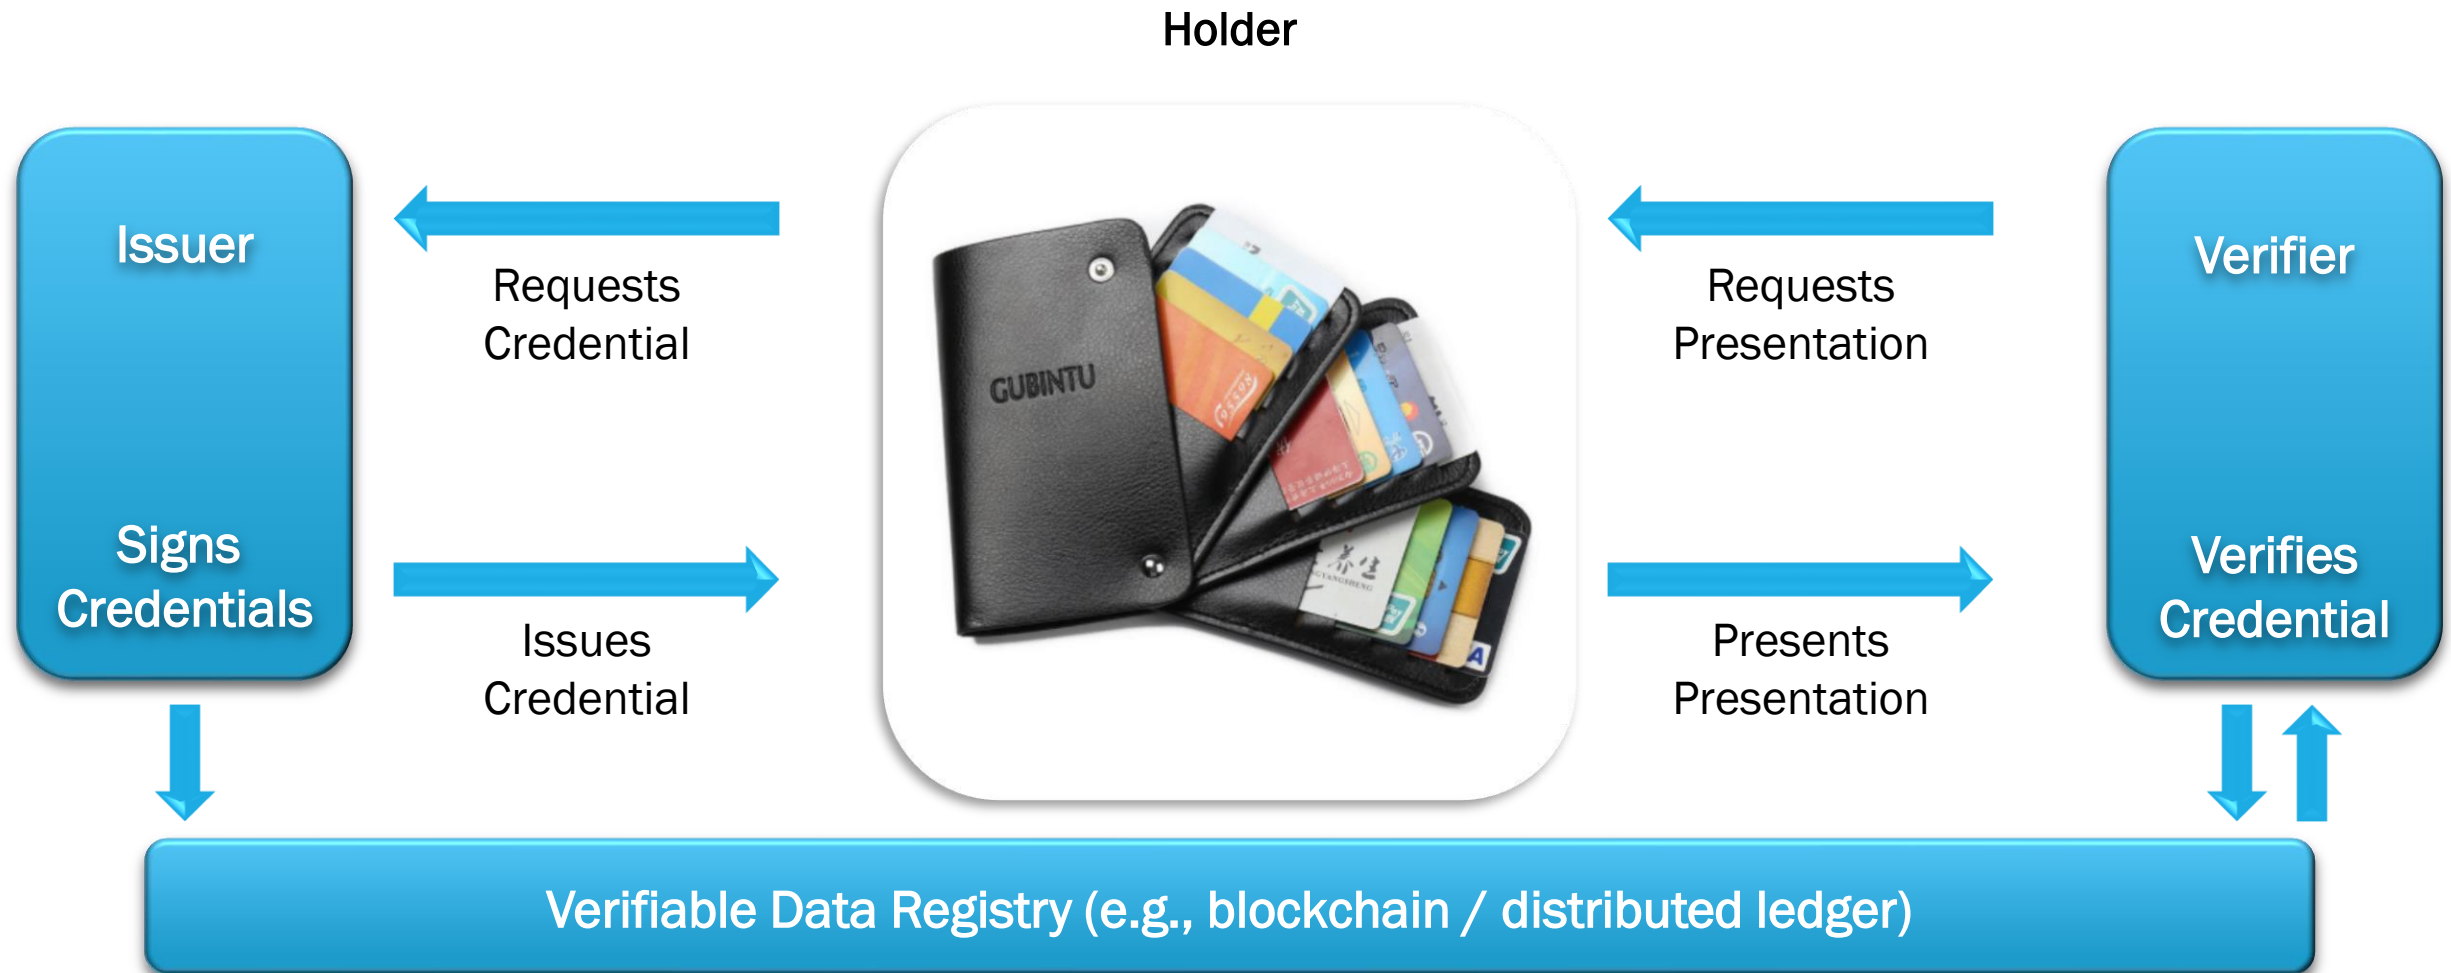 Holder
Issuer
Signs
Credentials
Requests
Credential
Issues
Credential
GUBINTU
95598
Requests
Presentation
Presents
Presentation
Verifier
Verifies
Credential
Verifiable Data Registry (e.g., blockchain / distributed ledger)